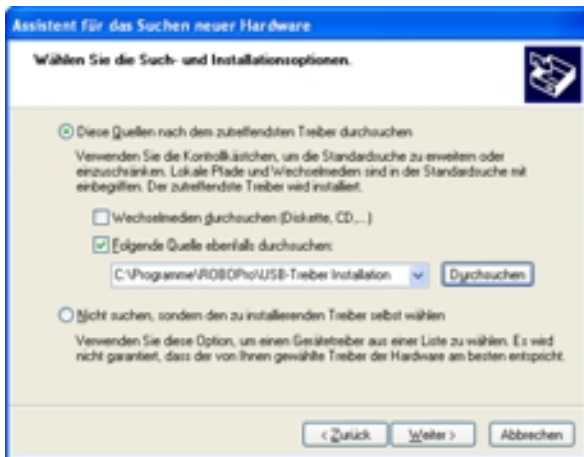 Assistent für das Suchen neuer Hardware
Wählen Sie die Such- und Installationsoptionen.
Diese Quellen nach dem zutreffendsten Treiber durchsuchen
Verwenden Sie die Kontrollkästchen, um die Standardsuche zu erweitern oder
einzuschränken. Lokale Pfade und Wechselmedien sind in der Standardsuche mit
einbegriffen. Der zutreffendste Treiber wird installiert.
Wechselmedien durchsuchen (Diskette, CD,...)
Folgende Quelle ebenfalls durchsuchen:
C:\Programme\ROBOPro\USB-Treiber Installation
Durchsuchen
Nicht suchen, sondern den zu installierenden Treiber selbst wählen
Verwenden Sie diese Option, um einen Gerätetreiber aus einer Liste zu wählen. Es wird
nicht garantiert, dass der von Ihnen gewählte Treiber der Hardware am besten entspricht.
< Zurück Weiter > Abbrechen